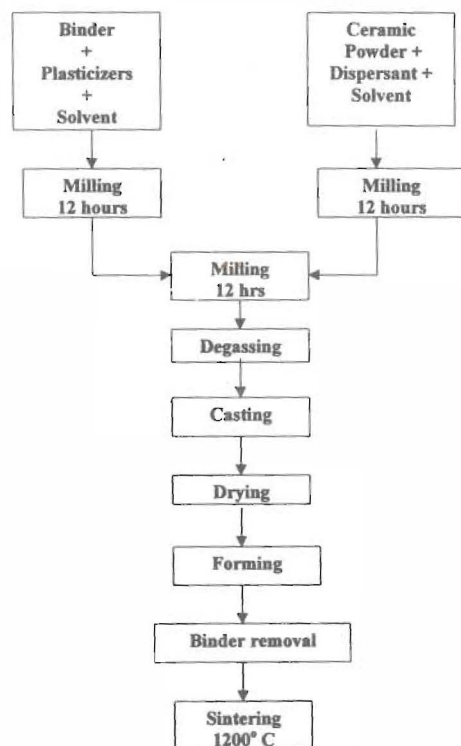 Binder
+
Plasticizers
+
Solvent
Ceramic
Powder +
Dispersant +
Solvent
Milling
12 hours
Milling
12 hours
Milling
12 hrs
Degassing
Casting
Drying
Forming
Binder removal
Sintering
1200° C